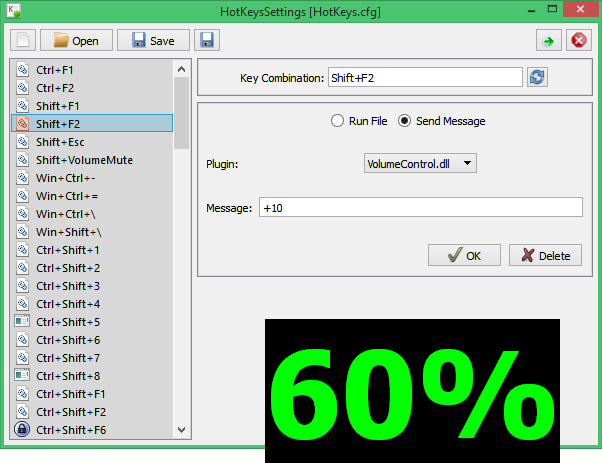 HotKeysSettings [HotKeys.cfg]
Open Save
Ctrl+F1
Ctrl+F2
Shift+F1
Shift+F2
Shift+Esc
Shift+VolumeMute
Win+Ctrl+-
Win+Ctrl+=
Win+Ctrl+\
Win+Shift+\
Ctrl+Shift+1
Ctrl+Shift+2
Ctrl+Shift+3
Ctrl+Shift+4
Ctrl+Shift+5
Ctrl+Shift+6
Ctrl+Shift+7
Ctrl+Shift+8
Ctrl+Shift+F1
Ctrl+Shift+F2
Ctrl+Shift+F6
Key Combination: Shift+F2
Run File Send Message
Plugin: VolumeControl.dll
Message: +10
OK Delete
60%